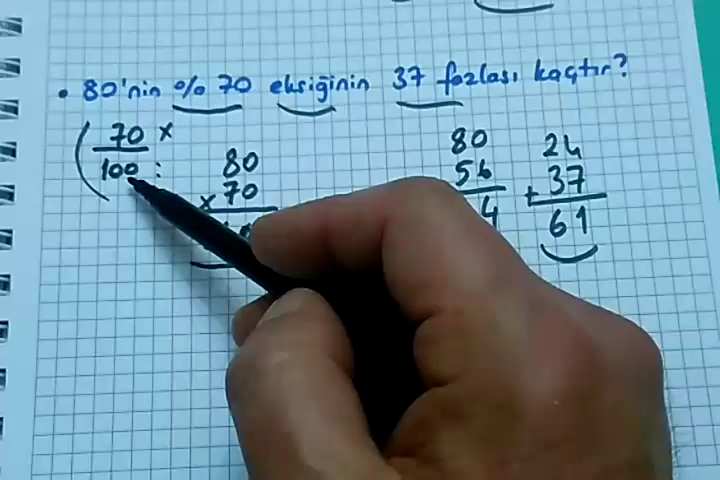 • 80'nin % 70 eksiğinin 37 fazlası kaçtır?
70 x
100 :
80
x 70
80
56
4
24
+ 37
61